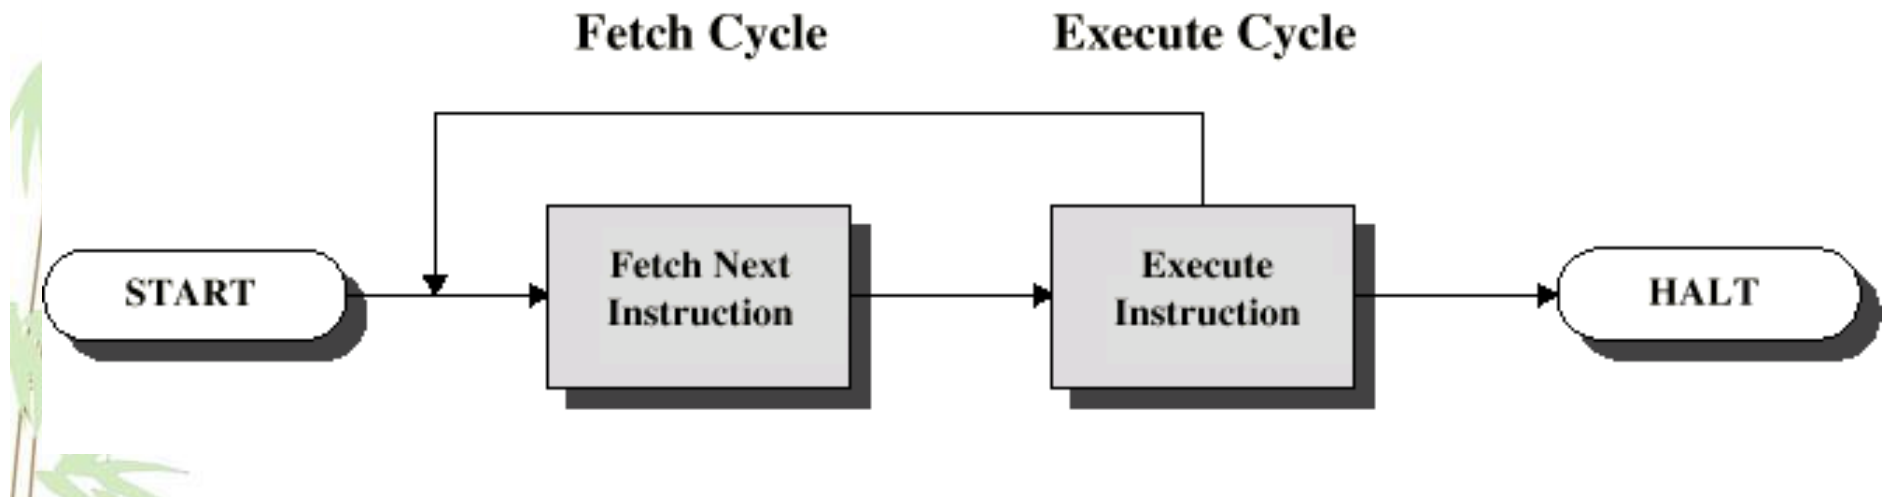 Fetch Cycle
Execute Cycle
START
Fetch Next
Instruction
Execute
Instruction
HALT